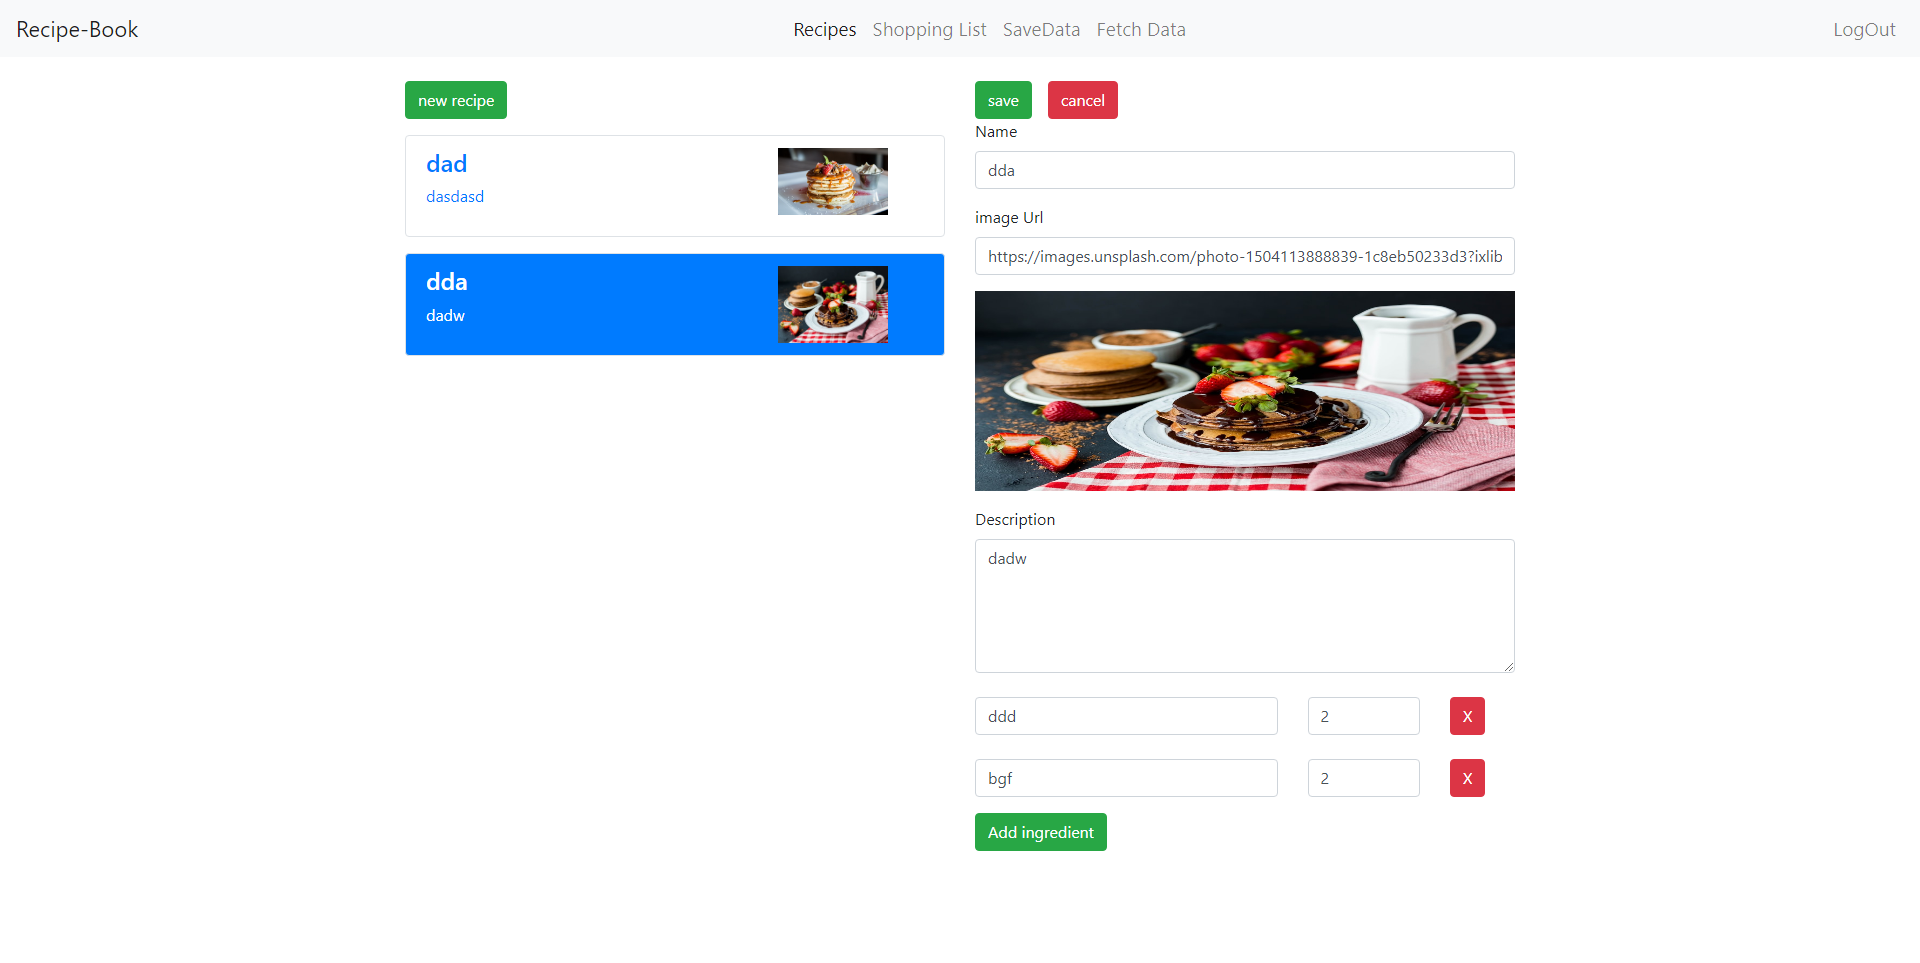 Recipe-Book
Recipes Shopping List SaveData Fetch Data
LogOut
new recipe
dad
dasdasd
dda
dadw
save cancel
Name
dda
image Url
https://images.unsplash.com/photo-1504113888839-1c8eb50233d3?ixlib
Description
dadw
ddd 2 X
bgf 2 X
Add ingredient